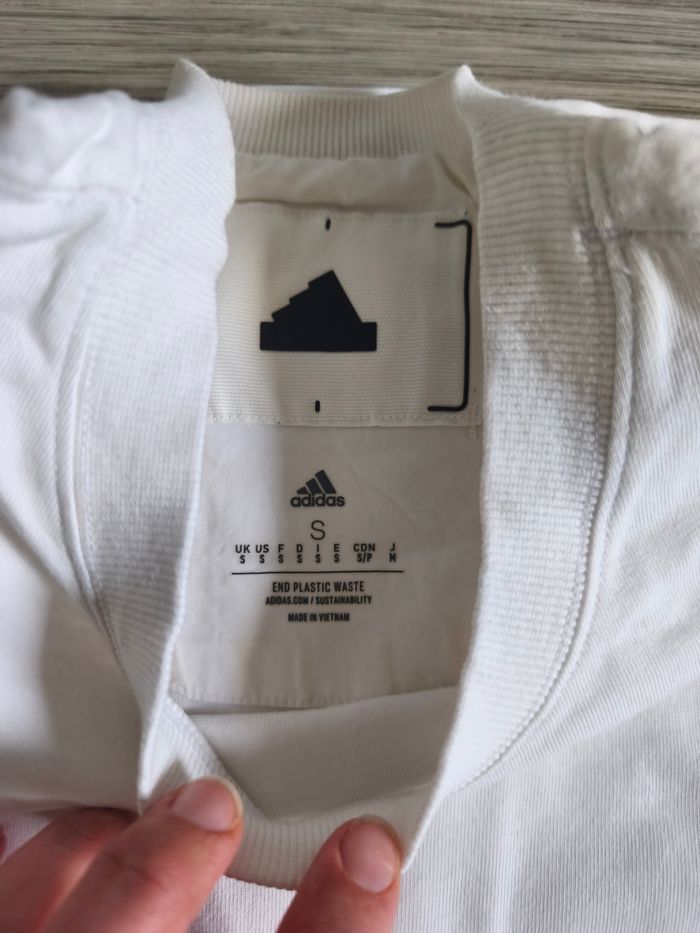 adidas
S
UK US F D I E CDN J
S S S S S S S/P M
END PLASTIC WASTE
ADIDAS.COM / SUSTAINABILITY
MADE IN VIETNAM